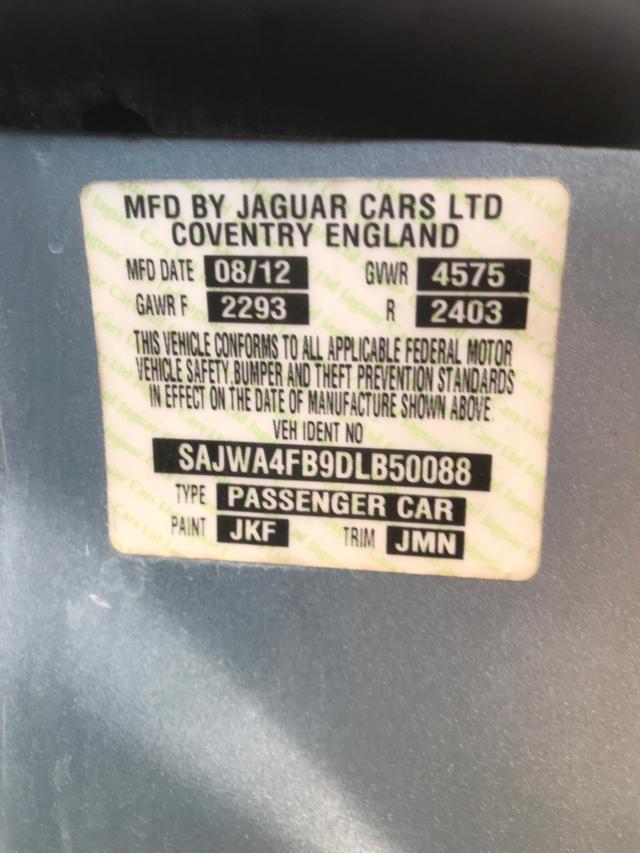 MFD BY JAGUAR CARS LTD
COVENTRY ENGLAND
MFD DATE 08/12 GVWR 4575
GAWR F 2293 R 2403
THIS VEHICLE CONFORMS TO ALL APPLICABLE FEDERAL MOTOR
VEHICLE SAFETY, BUMPER AND THEFT PREVENTION STANDARDS
IN EFFECT ON THE DATE OF MANUFACTURE SHOWN ABOVE.
VEH IDENT NO
SAJWA4FB9DLB50088
TYPE PASSENGER CAR
PAINT JKF TRIM JMN